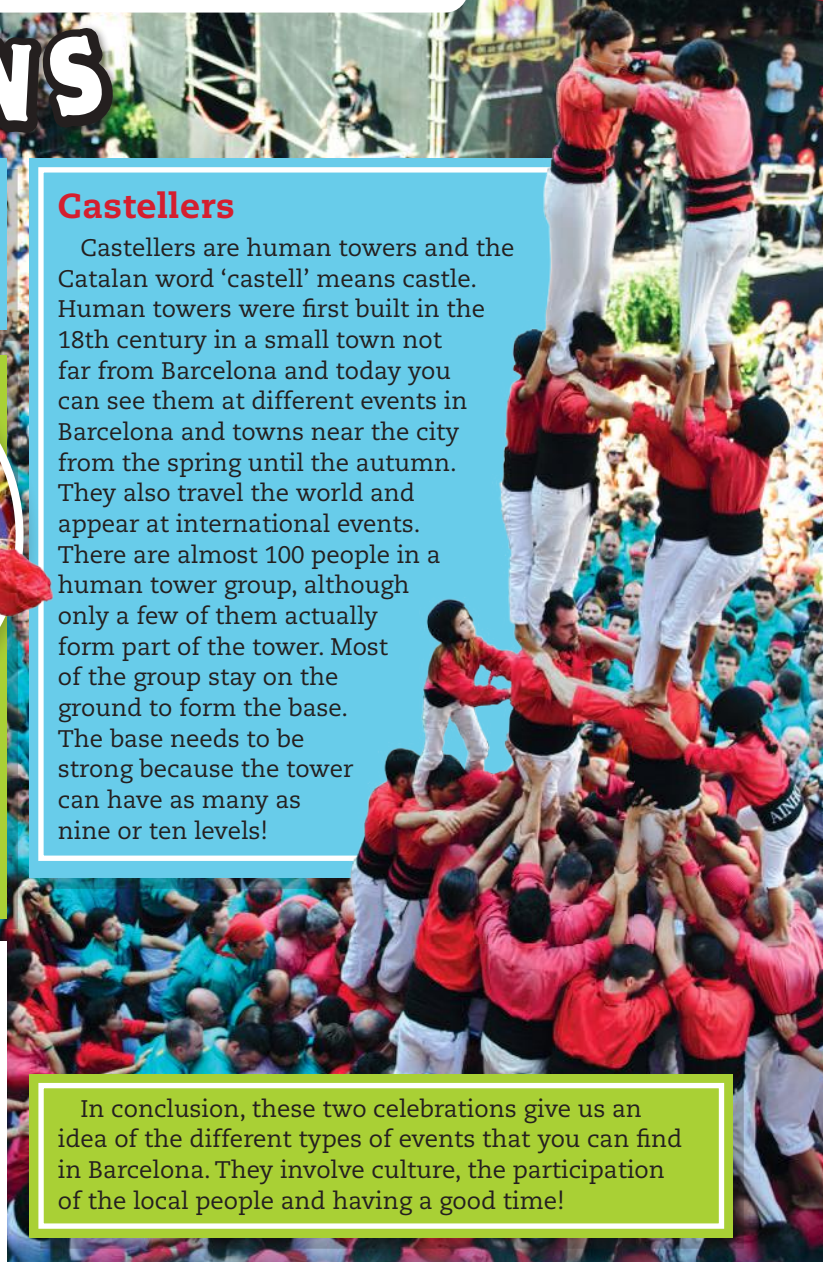 NS
Castellers
Castellers are human towers and the
Catalan word ‘castell’ means castle.
Human towers were first built in the
18th century in a small town not
far from Barcelona and today you
can see them at different events in
Barcelona and towns near the city
from the spring until the autumn.
They also travel the world and
appear at international events.
There are almost 100 people in a
human tower group, although
only a few of them actually
form part of the tower. Most
of the group stay on the
ground to form the base.
The base needs to be
strong because the tower
can have as many as
nine or ten levels!
In conclusion, these two celebrations give us an
idea of the different types of events that you can find
in Barcelona. They involve culture, the participation
of the local people and having a good time!